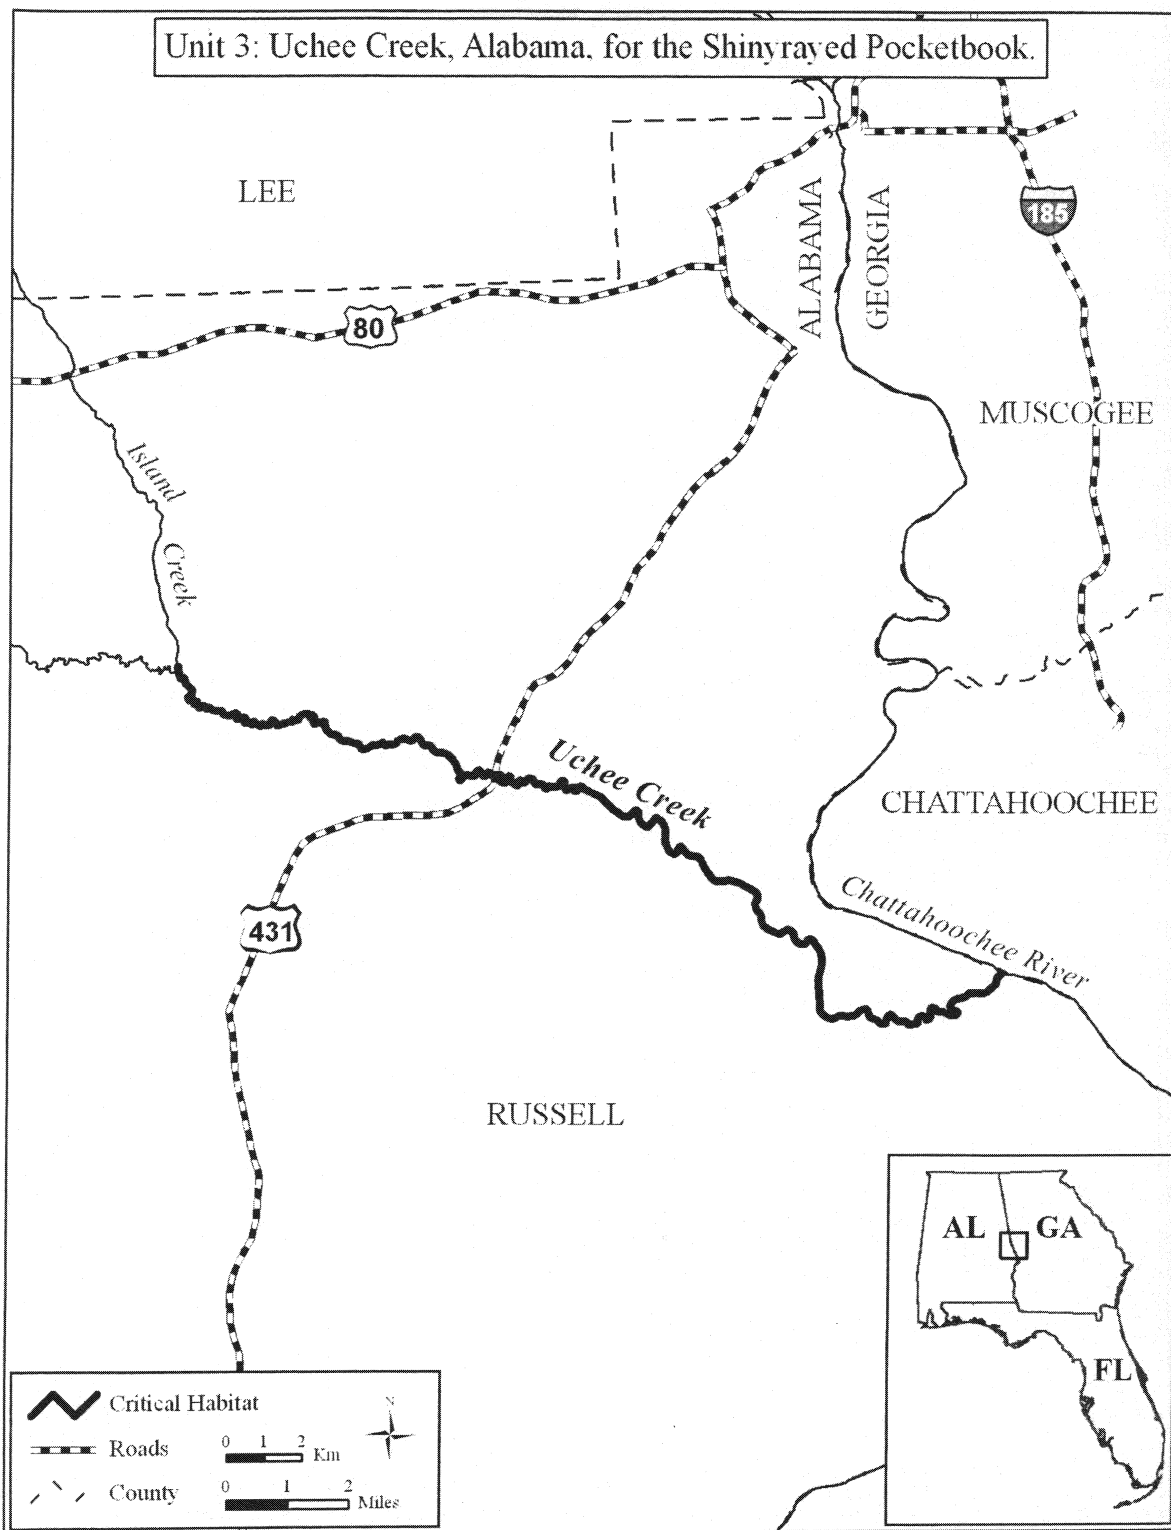 Unit 3: Uchee Creek, Alabama, for the Shinyrayed Pocketbook.
LEE
ALABAMA
GEORGIA
185
80
MUSCOGEE
Island
Creek
Uchee Creek
CHATTAHOOCHEE
Chattahoochee River
431
RUSSELL
AL
GA
FL
Critical Habitat
N
Roads
0 1 2
Km
County
0 1 2
Miles